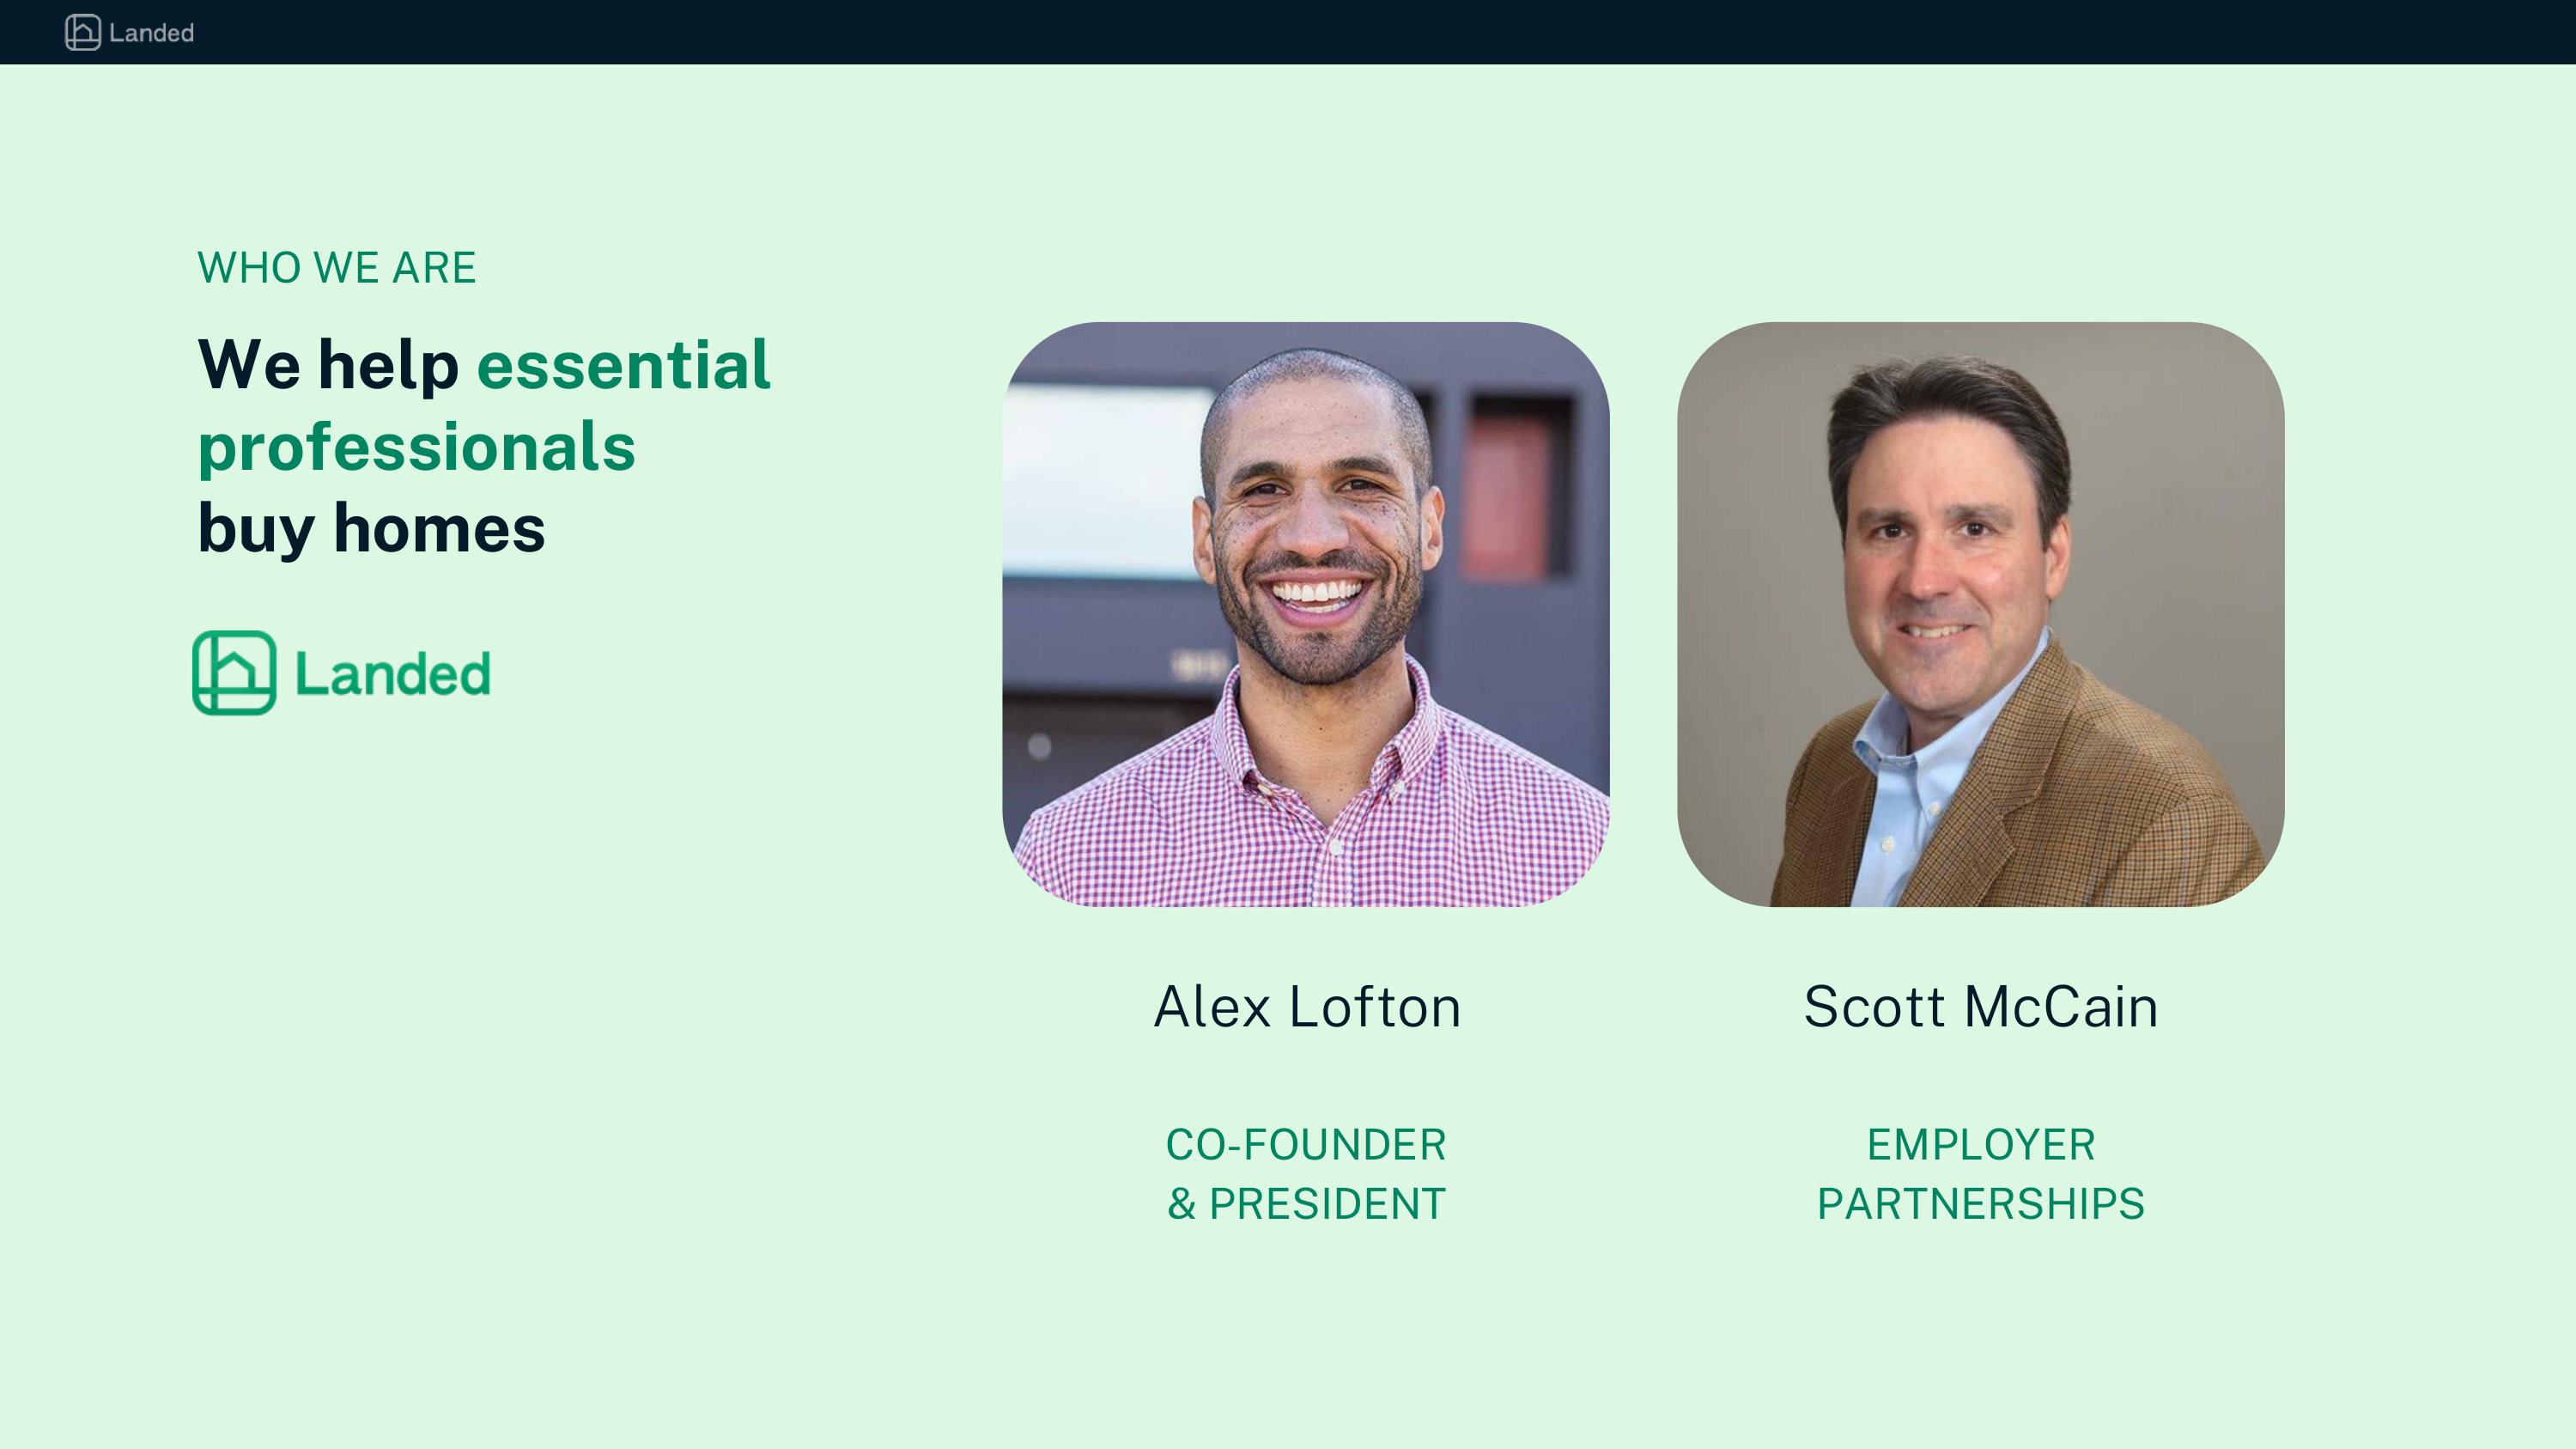 Landed
WHO WE ARE
We help essential
professionals
buy homes
Landed
Alex Lofton
CO-FOUNDER
& PRESIDENT
Scott McCain
EMPLOYER
PARTNERSHIPS